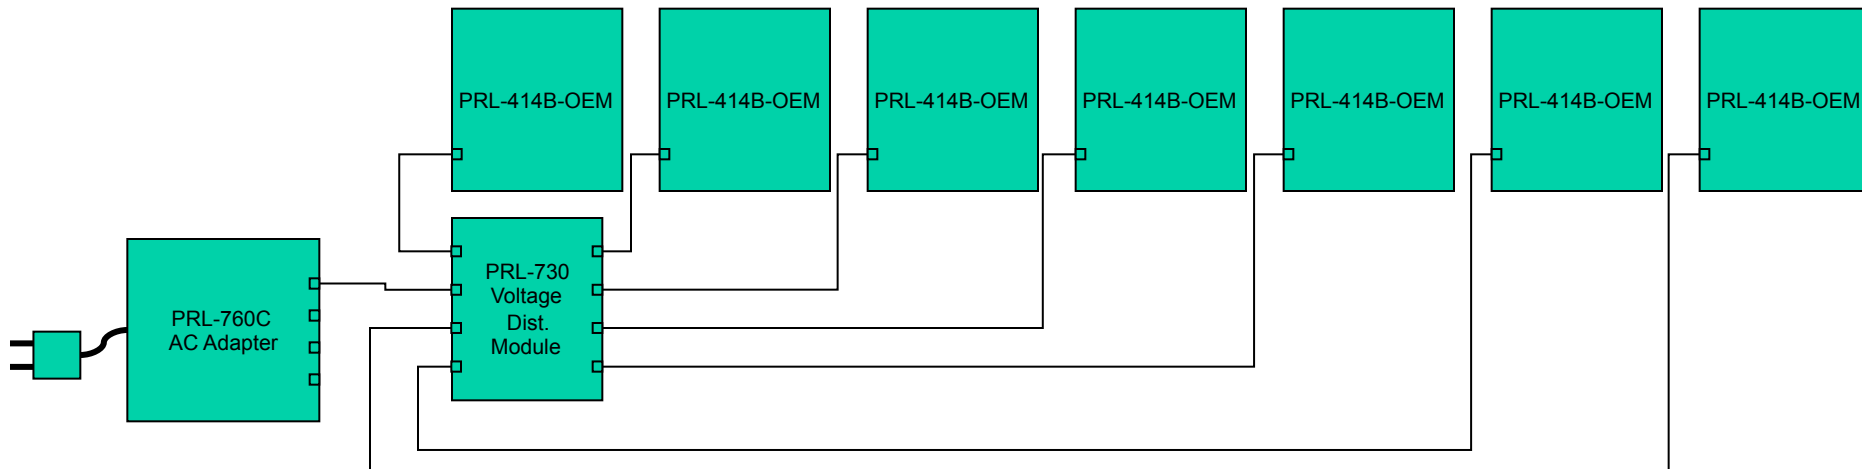 PRL-414B-OEM
PRL-414B-OEM
PRL-414B-OEM
PRL-414B-OEM
PRL-414B-OEM
PRL-414B-OEM
PRL-414B-OEM
PRL-760C
AC Adapter
PRL-730
Voltage
Dist.
Module